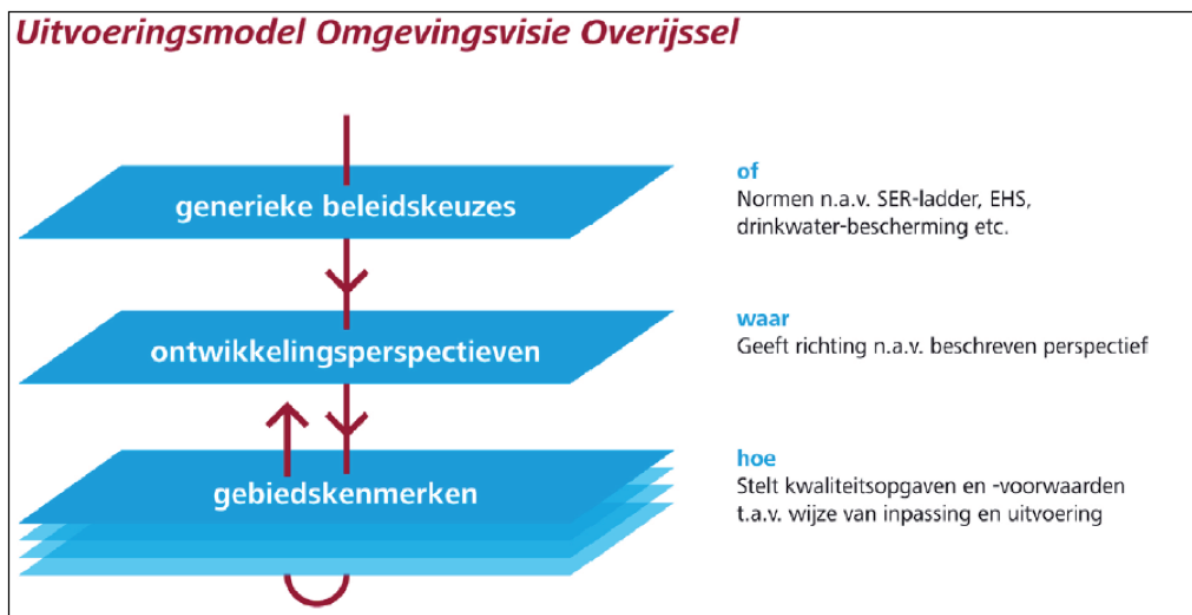 Uitvoeringsmodel Omgevingsvisie Overijssel
generieke beleidskeuzes
of
Normen n.a.v. SER-ladder, EHS,
drinkwater-bescherming etc.
ontwikkelingsperspectieven
waar
Geeft richting n.a.v. beschreven perspectief
gebiedskenmerken
hoe
Stelt kwaliteitsopgaven en -voorwaarden
t.a.v. wijze van inpassing en uitvoering